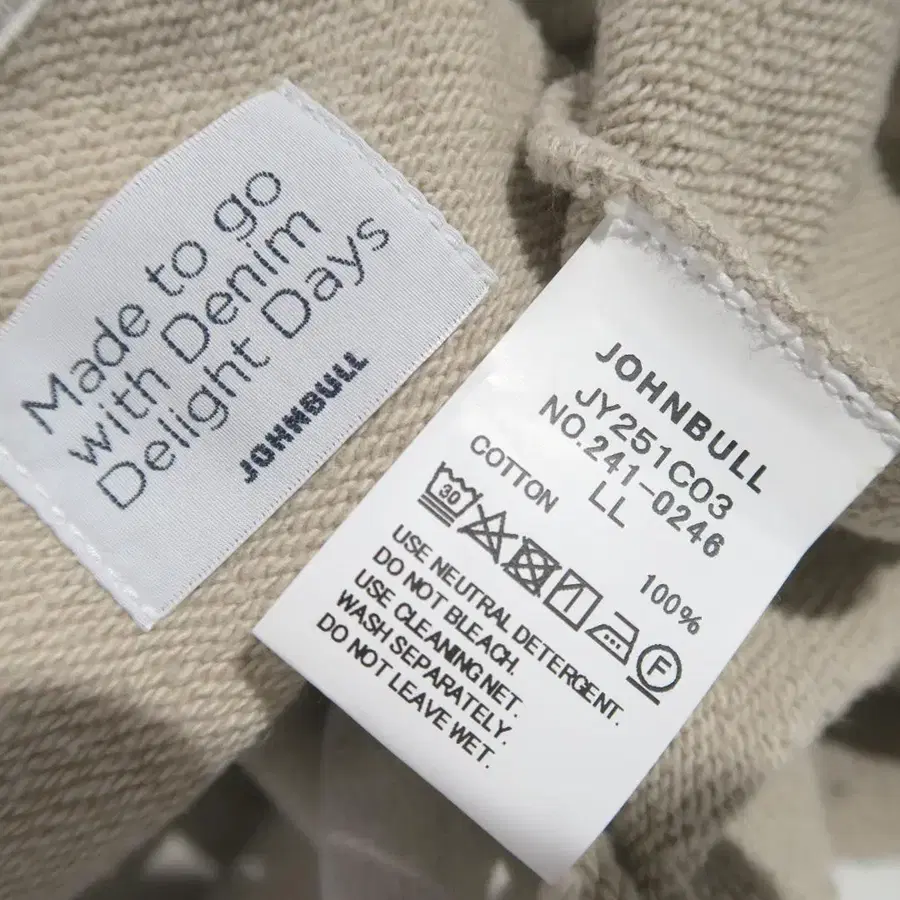 Made to go
with Denim
Delight Days
JOHNBULL
JOHNBULL
JY251C03
NO.241-0246
LL
COTTON 100%
30
F
USE NEUTRAL DETERGENT.
DO NOT BLEACH.
USE CLEANING NET.
WASH SEPARATELY.
DO NOT LEAVE WET.